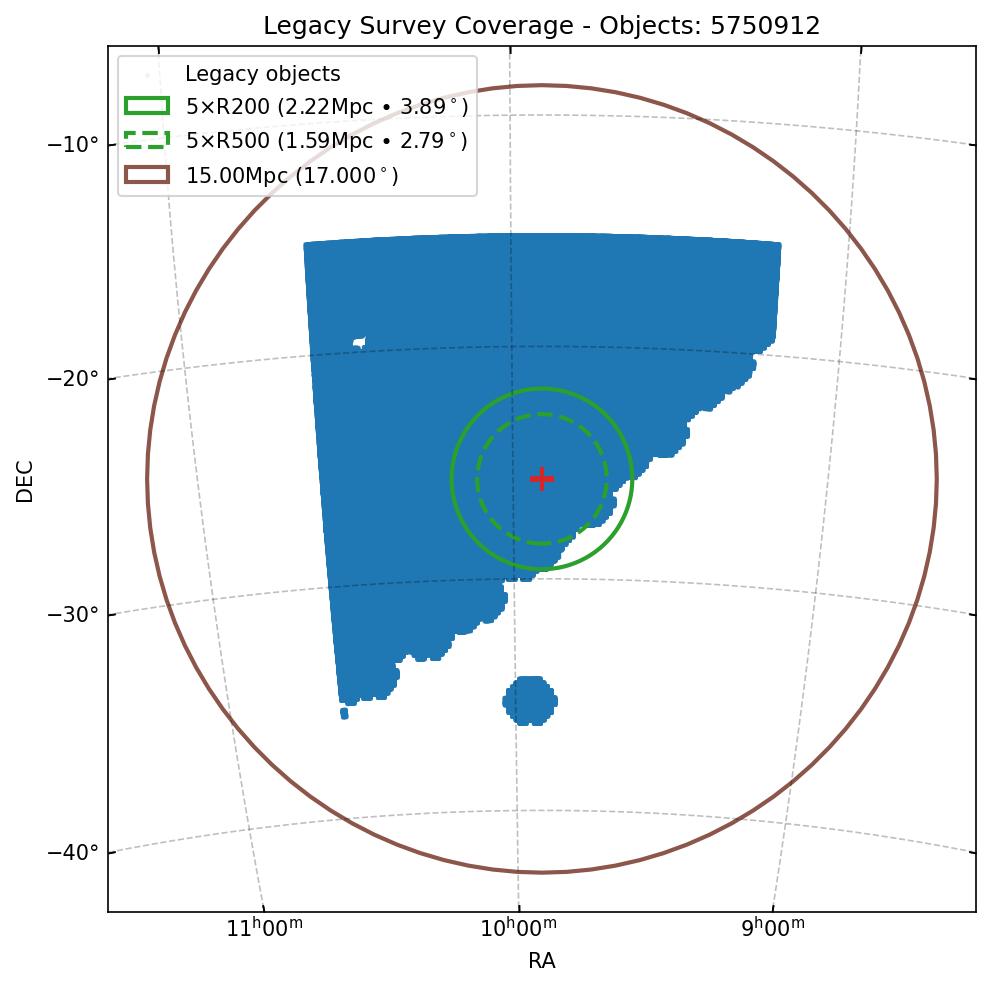 Legacy Survey Coverage - Objects: 5750912
Legacy objects
5×R200 (2.22Mpc • 3.89°)
5×R500 (1.59Mpc • 2.79°)
15.00Mpc (17.000°)
−10°
−20°
−30°
−40°
DEC
11h00m
10h00m
9h00m
RA